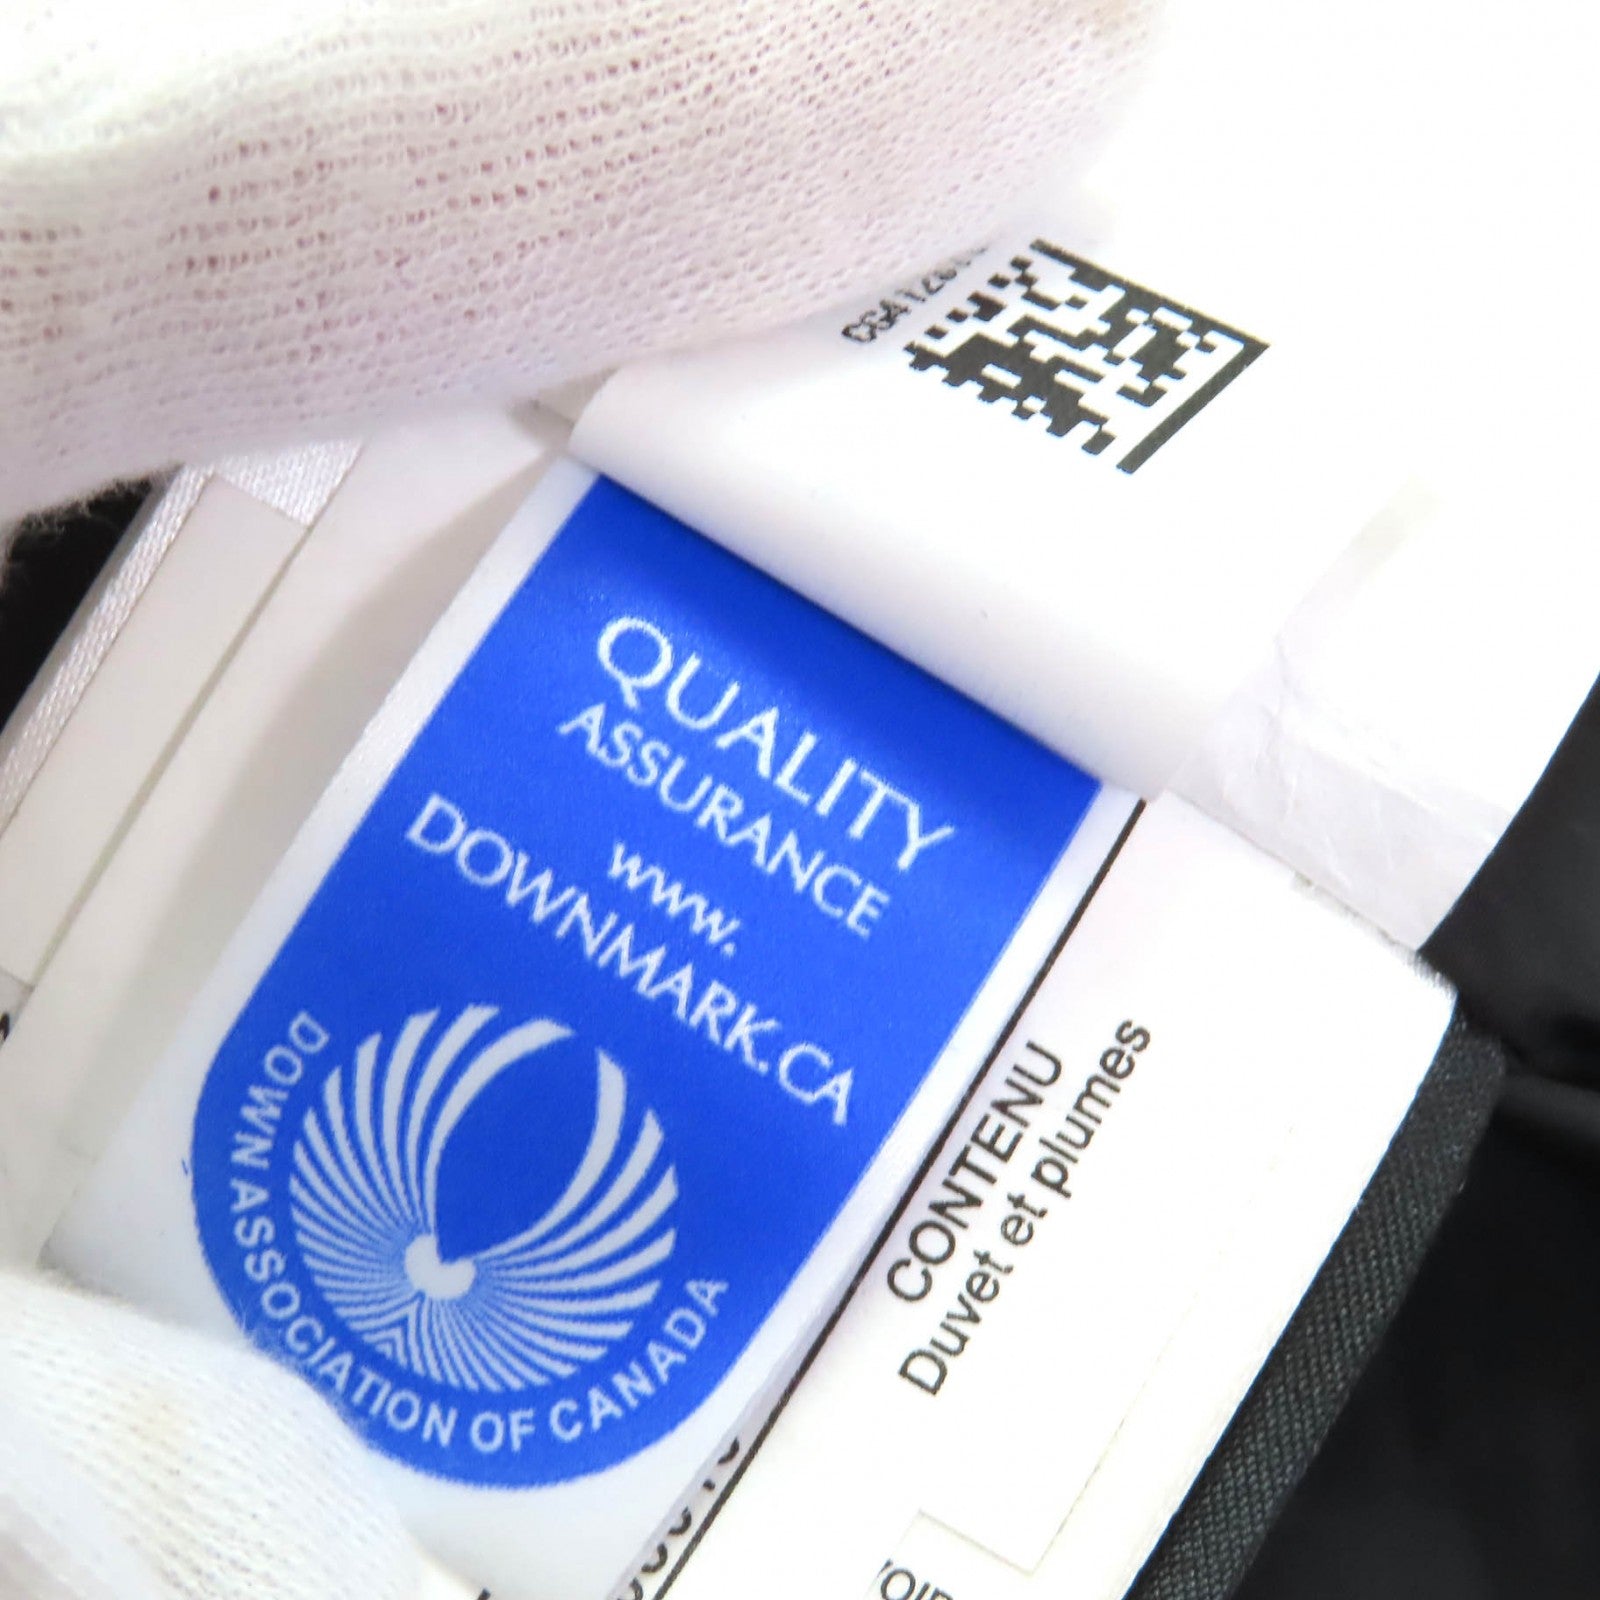 QUALITY
ASSURANCE
www.
DOWNMARK.CA
DOWN ASSOCIATION OF CANADA
CONTENU
Duvet et plumes